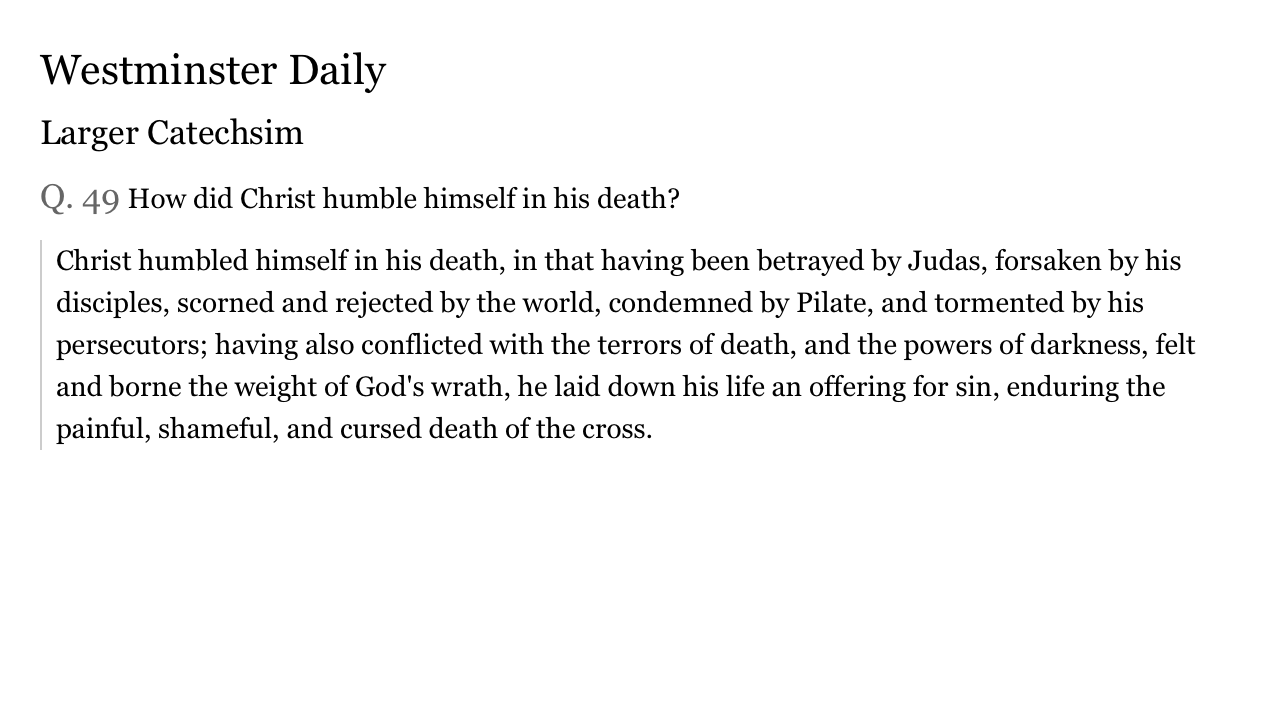 Westminster Daily
Larger Catechsim
Q. 49 How did Christ humble himself in his death?
Christ humbled himself in his death, in that having been betrayed by Judas, forsaken by his
disciples, scorned and rejected by the world, condemned by Pilate, and tormented by his
persecutors; having also conflicted with the terrors of death, and the powers of darkness, felt
and borne the weight of God's wrath, he laid down his life an offering for sin, enduring the
painful, shameful, and cursed death of the cross.